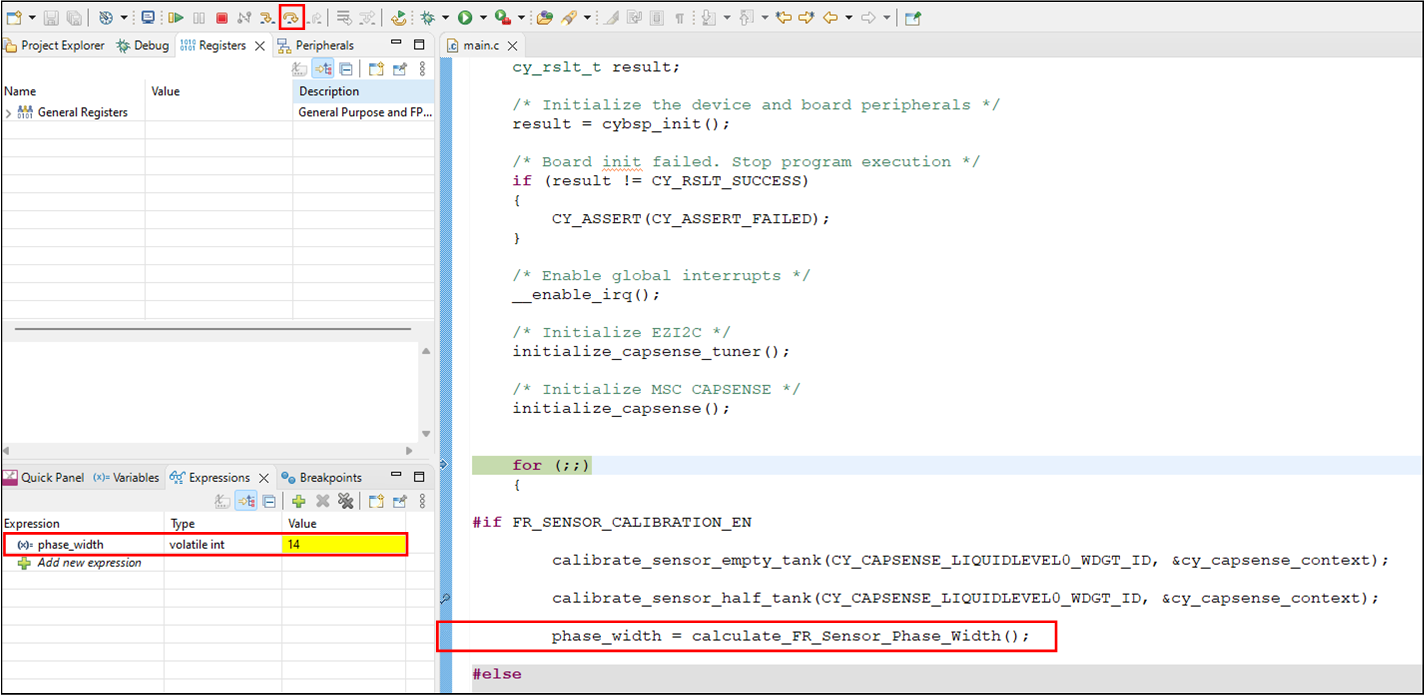 Project Explorer
Debug
Registers
Peripherals
Name
Value
Description
General Registers
General Purpose and FP...
Quick Panel
(x)= Variables
Expressions
Breakpoints
Expression
Type
Value
(x)= phase_width
volatile int
14
Add new expression
main.c
cy_rslt_t result;
/* Initialize the device and board peripherals */
result = cybsp_init();
/* Board init failed. Stop program execution */
if (result != CY_RSLT_SUCCESS)
{
CY_ASSERT(CY_ASSERT_FAILED);
}
/* Enable global interrupts */
__enable_irq();
/* Initialize EZI2C */
initialize_capsense_tuner();
/* Initialize MSC CAPSENSE */
initialize_capsense();
for (;;)
{
#if FR_SENSOR_CALIBRATION_EN
calibrate_sensor_empty_tank(CY_CAPSENSE_LIQUIDLEVEL0_WDGT_ID, &cy_capsense_context);
calibrate_sensor_half_tank(CY_CAPSENSE_LIQUIDLEVEL0_WDGT_ID, &cy_capsense_context);
phase_width = calculate_FR_Sensor_Phase_Width();
#else